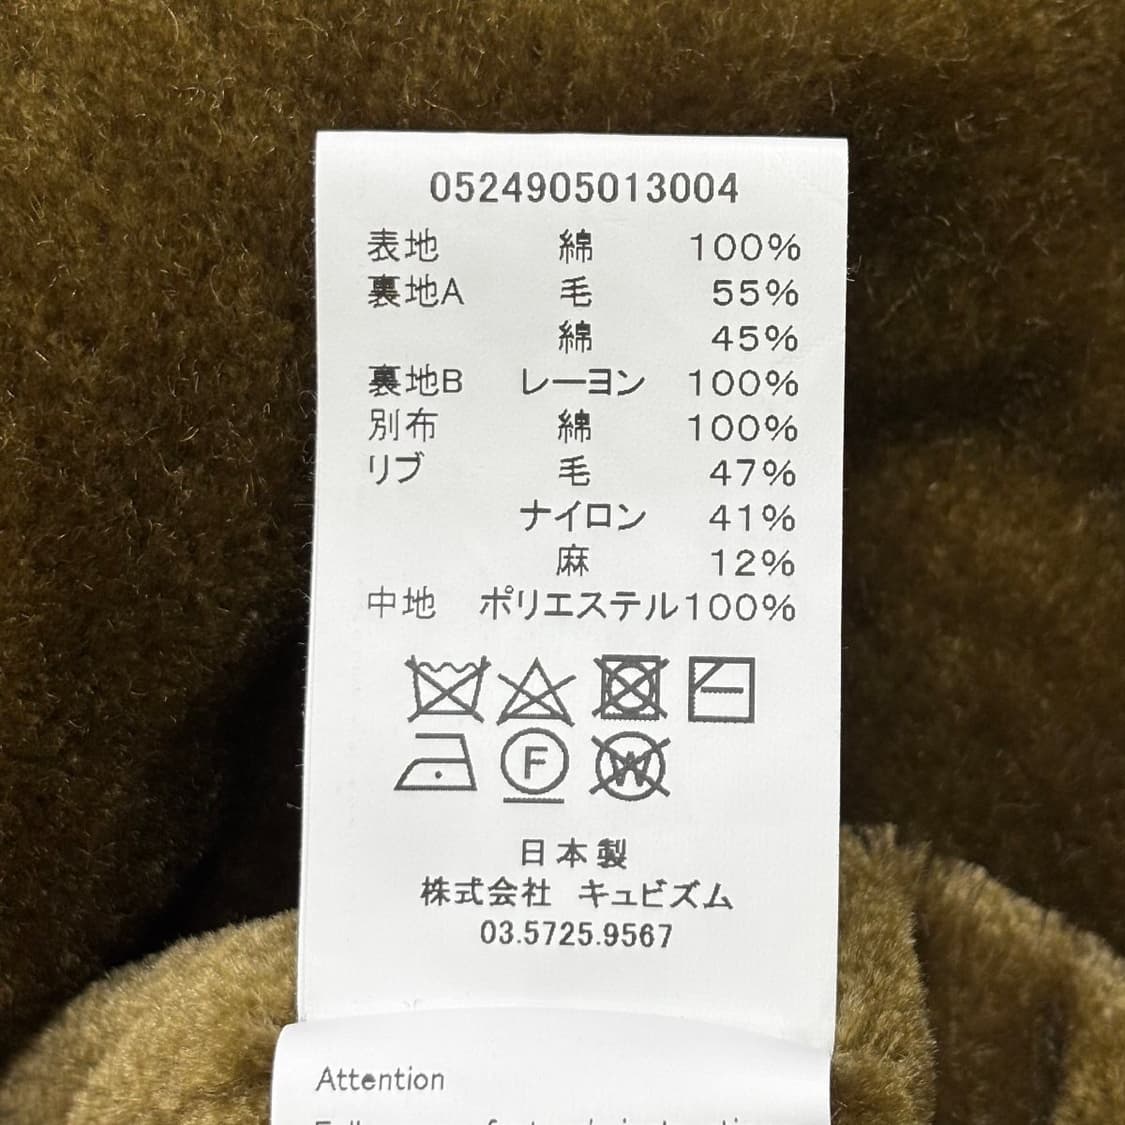 0524905013004
表地 綿 100%
裏地A 毛 55%
綿 45%
裏地B レーヨン 100%
別布 綿 100%
リブ 毛 47%
ナイロン 41%
麻 12%
中地 ポリエステル 100%
F
W
日本製
株式会社 キュビズム
03.5725.9567
Attention